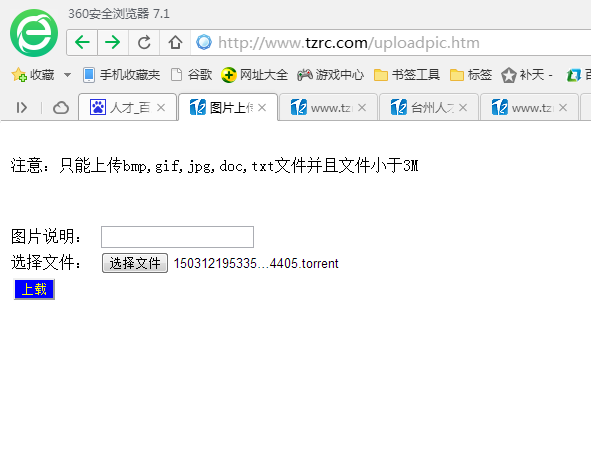 360安全浏览器 7.1
http://www.tzrc.com/uploadpic.htm
收藏 手机收藏夹 谷歌 网址大全 游戏中心 书签工具 标签 补天 -
人才_百 图片上传 www.tz 台州人才 www.tz
注意：只能上传bmp,gif,jpg,doc,txt文件并且文件小于3M
图片说明：
选择文件： 选择文件 150312195335...4405.torrent
上载